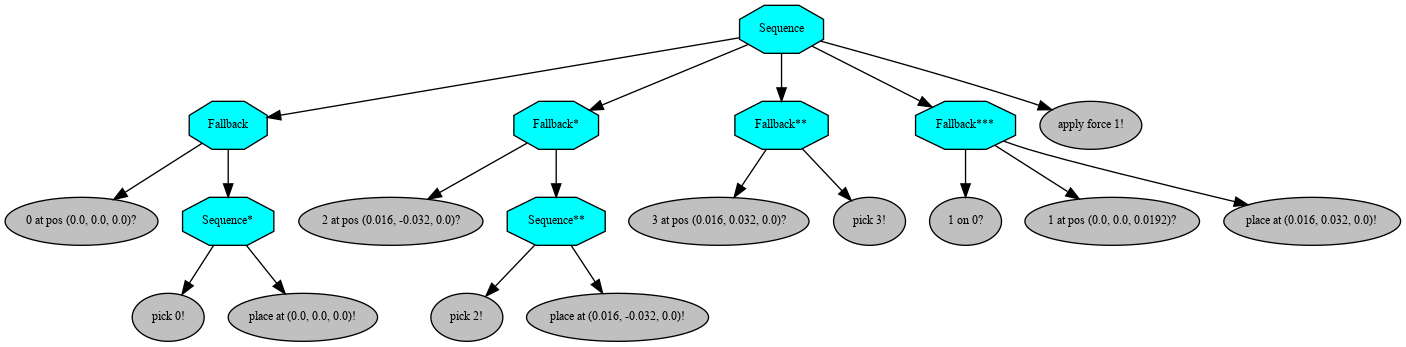 Sequence
Fallback
Fallback*
Fallback**
Fallback***
apply force 1!
0 at pos (0.0, 0.0, 0.0)?
Sequence*
2 at pos (0.016, -0.032, 0.0)?
Sequence**
3 at pos (0.016, 0.032, 0.0)?
pick 3!
1 on 0?
1 at pos (0.0, 0.0, 0.0192)?
place at (0.016, 0.032, 0.0)!
pick 0!
place at (0.0, 0.0, 0.0)!
pick 2!
place at (0.016, -0.032, 0.0)!